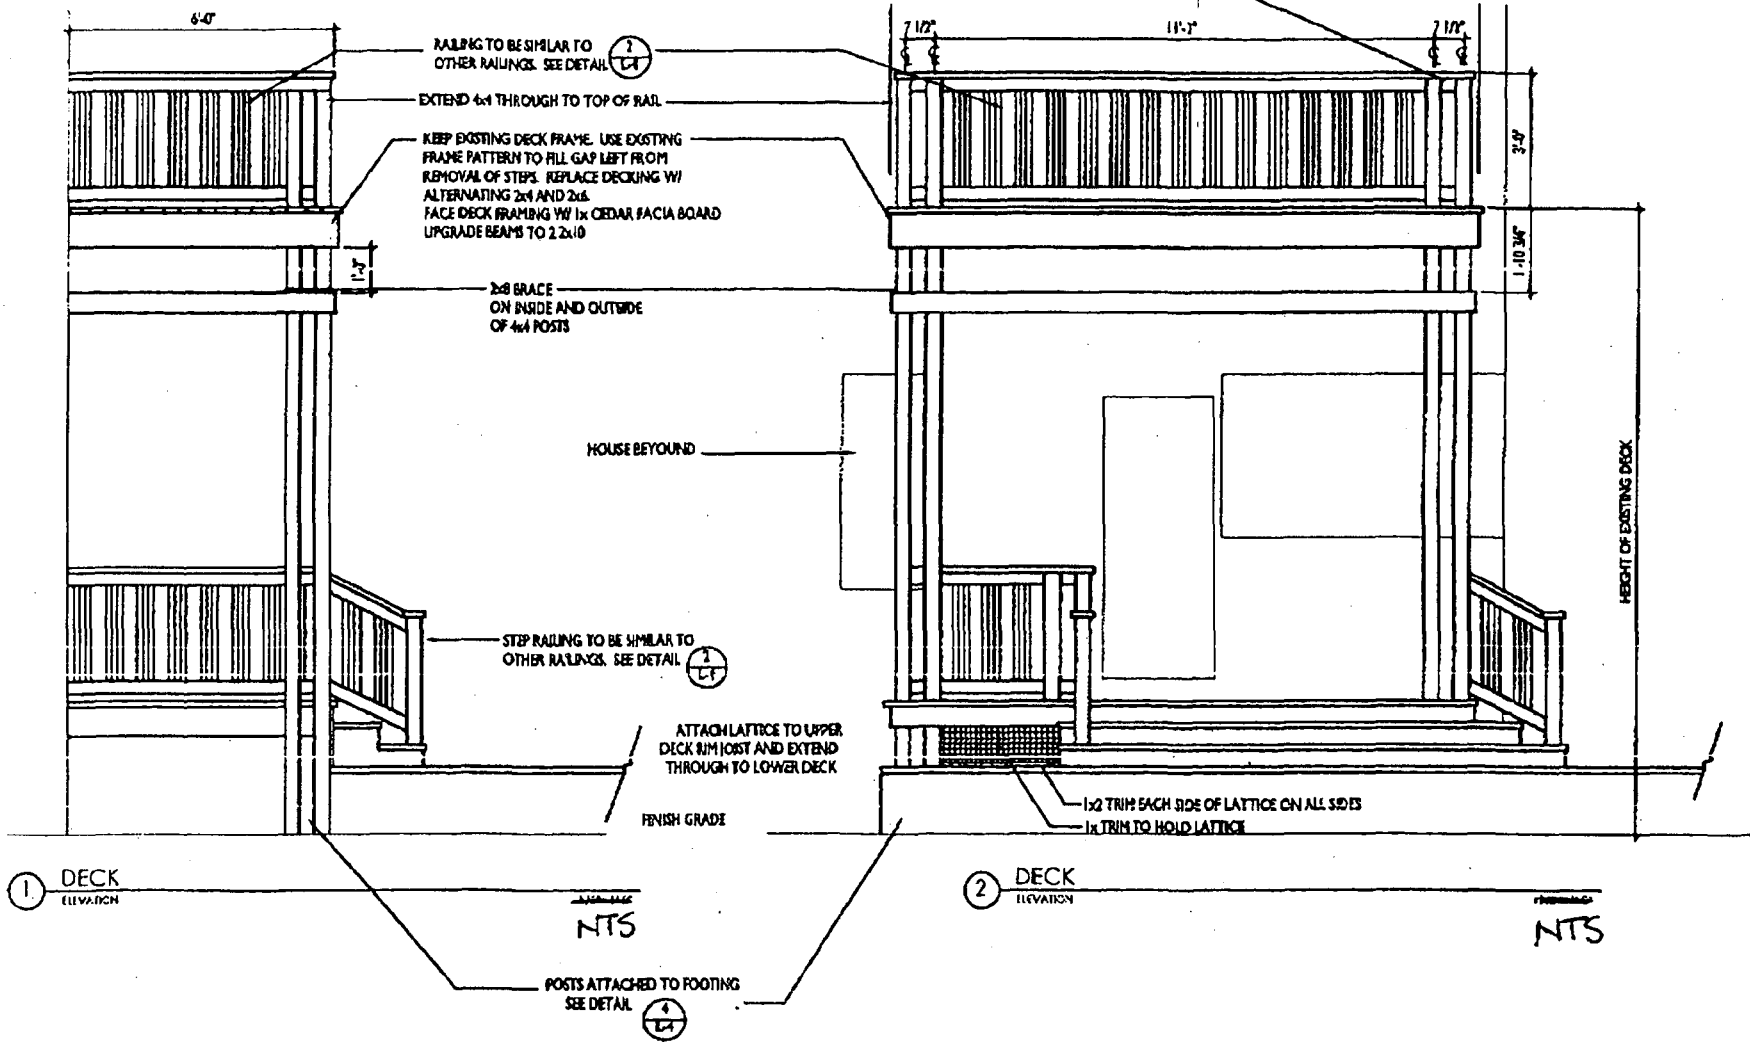 6'-0"
7 1/2"
11'-2"
7 1/2"
RAILING TO BE SIMILAR TO
OTHER RAILINGS. SEE DETAIL
2
EXTEND 4x4 THROUGH TO TOP OF RAIL
KEEP EXISTING DECK FRAME. USE EXISTING
FRAME PATTERN TO FILL GAP LEFT FROM
REMOVAL OF STEPS. REPLACE DECKING W/
ALTERNATING 2x4 AND 2x6.
FACE DECK FRAMING W/ 1x CEDAR FACIA BOARD
UPGRADE BEAMS TO 2 2x10
3'-0"
1'-10 3/4"
1'-0"
2x8 BRACE
ON INSIDE AND OUTSIDE
OF 4x4 POSTS
HOUSE BEYOUND
HEIGHT OF EXISTING DECK
STEP RAILING TO BE SIMILAR TO
OTHER RAILINGS. SEE DETAIL
2
ATTACH LATTICE TO UPPER
DECK RIM JOIST AND EXTEND
THROUGH TO LOWER DECK
1x2 TRIM EACH SIDE OF LATTICE ON ALL SIDES
1x TRIM TO HOLD LATTICE
FINISH GRADE
1 DECK
ELEVATION
NTS
2 DECK
ELEVATION
NTS
POSTS ATTACHED TO FOOTING
SEE DETAIL
4
L-4